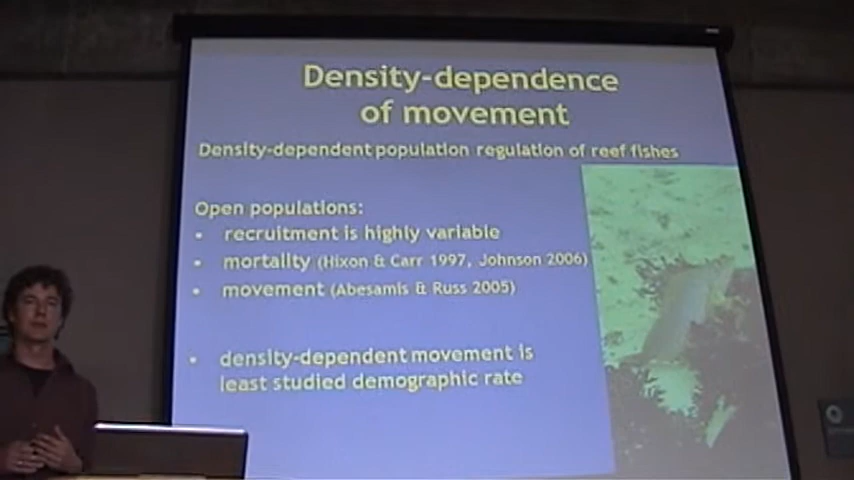 Density-dependence
of movement
Density-dependent population regulation of reef fishes
Open populations:
• recruitment is highly variable
• mortality (Hixon & Carr 1997, Johnson 2006)
• movement (Abesamis & Russ 2005)
• density-dependent movement is
least studied demographic rate